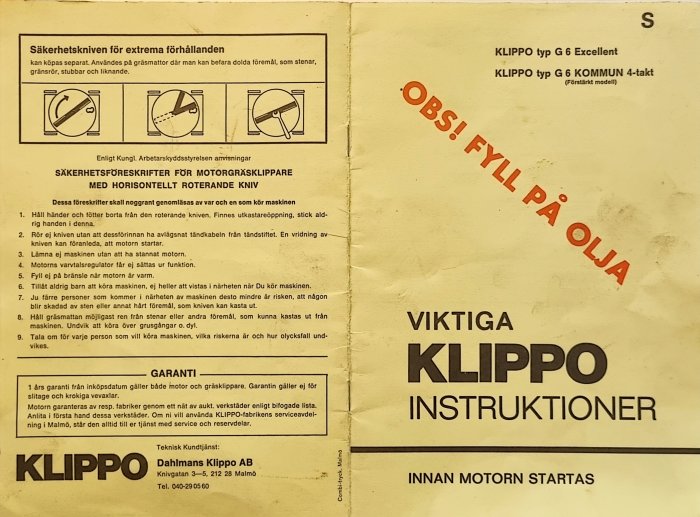 Säkerhetskniven för extrema förhållanden
kan köpas separat. Användes på gräsmattor där man kan befara dolda föremål, som stenar,
gränsrör, stubbar och liknande.
Enligt Kungl. Arbetarskyddsstyrelsen anvisningar
SÄKERHETSFÖRESKRIFTER FÖR MOTORGRÄSKLIPPARE
MED HORISONTELLT ROTERANDE KNIV
Dessa föreskrifter skall noggrant genomläsas av var och en som kör maskinen
1. Håll händer och fötter borta från den roterande kniven. Finnes utkastareöppning, stick ald-
rig handen i denna.
2. Rör ej kniven utan att dessförinnan ha avlägsnat tändkabeln från tändstiftet. En vridning av
kniven kan föranleda, att motorn startar.
3. Lämna ej maskinen utan att ha stannat motorn.
4. Motorns varvtalsregulator får ej sättas ur funktion.
5. Fyll ej på bränsle när motorn är varm.
6. Tillåt aldrig barn att köra maskinen, ej heller att vistas i närheten när Du kör maskinen.
7. Ju färre personer som kommer i närheten av maskinen desto mindre är risken, att någon
blir skadad av sten eller annat hårt föremål, som kniven kan kasta ut.
8. Håll gräsmattan möjligast ren från stenar eller andra föremål, som kunna kastas ut från
maskinen. Undvik att köra över grusgångar o. dyl.
9. Tala om för varje person som vill köra maskinen, vilka riskerna är och hur olycksfall und-
vikes.
GARANTI
1 års garanti från inköpsdatum gäller både motor och gräsklippare. Garantin gäller ej för
slitage och krokiga vevaxlar.
Motorn garanteras av resp. fabriker genom ett nät av aukt. verkstäder enligt bifogade lista.
Anlita i första hand dessa verkstäder. Om ni vill använda KLIPPO-fabrikens serviceavdel-
ning i Malmö, står den alltid till er tjänst med service och reservdelar.
KLIPPO
Teknisk Kundtjänst:
Dahlmans Klippo AB
Knivgatan 3—5, 212 28 Malmö
Tel. 040-29 05 60
Combi-tryck, Malmö
S
KLIPPO typ G 6 Excellent
KLIPPO typ G 6 KOMMUN 4-takt
(Förstärkt modell)
OBS! FYLL PÅ OLJA
VIKTIGA
KLIPPO
INSTRUKTIONER
INNAN MOTORN STARTAS